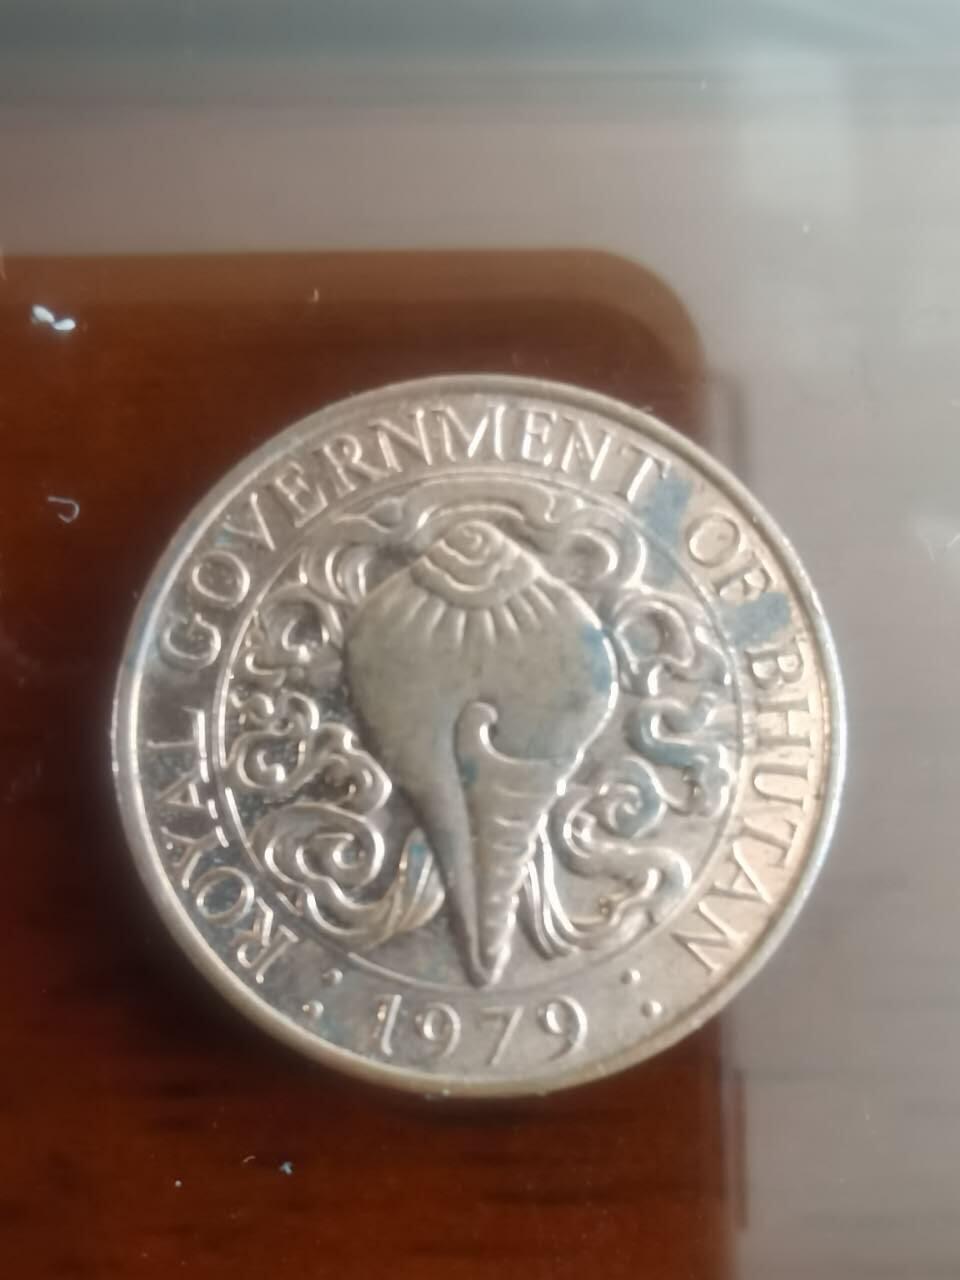 ROYAL GOVERNMENT OF BHUTAN
1979